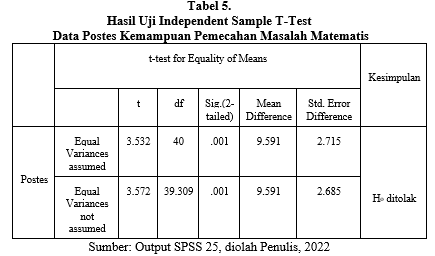 Tabel 5.
Hasil Uji Independent Sample T-Test
Data Postes Kemampuan Pemecahan Masalah Matematis
t-test for Equality of Means
Kesimpulan
t df Sig.(2- Mean Std. Error
tailed) Difference Difference
Postes
Equal 3.532 40 .001 9.591 2.715
Variances
assumed
Equal 3.572 39.309 .001 9.591 2.685
Variances
not
assumed
H₀ ditolak
Sumber: Output SPSS 25, diolah Penulis, 2022